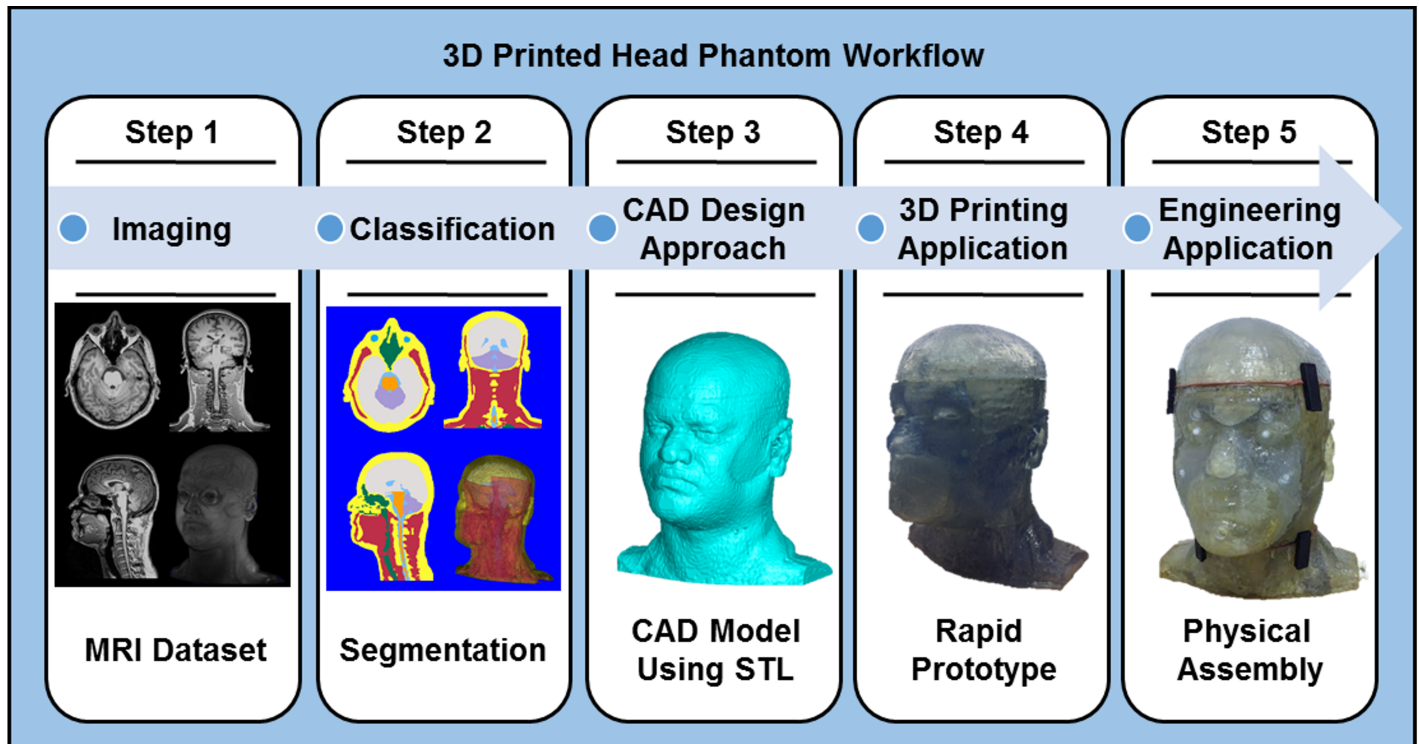 3D Printed Head Phantom Workflow
Step 1
Imaging
MRI Dataset
Step 2
Classification
Segmentation
Step 3
CAD Design
Approach
CAD Model
Using STL
Step 4
3D Printing
Application
Rapid
Prototype
Step 5
Engineering
Application
Physical
Assembly